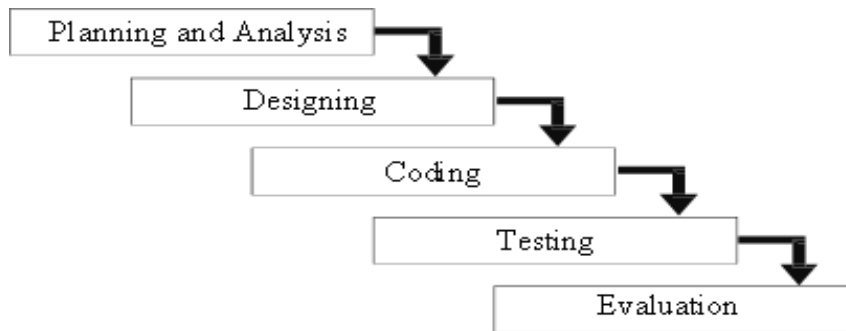 Planning and Analysis
Designing
Coding
Testing
Evaluation